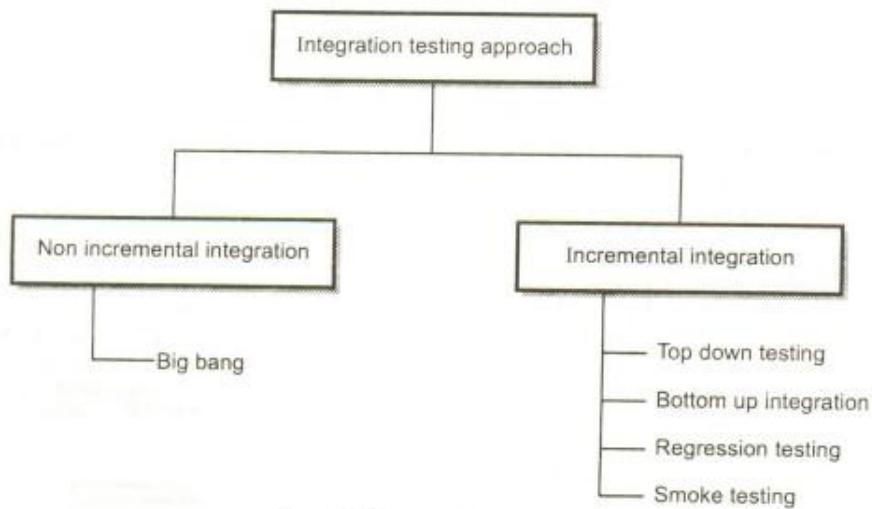 Integration testing approach
Non incremental integration
Incremental integration
Big bang
Top down testing
Bottom up integration
Regression testing
Smoke testing